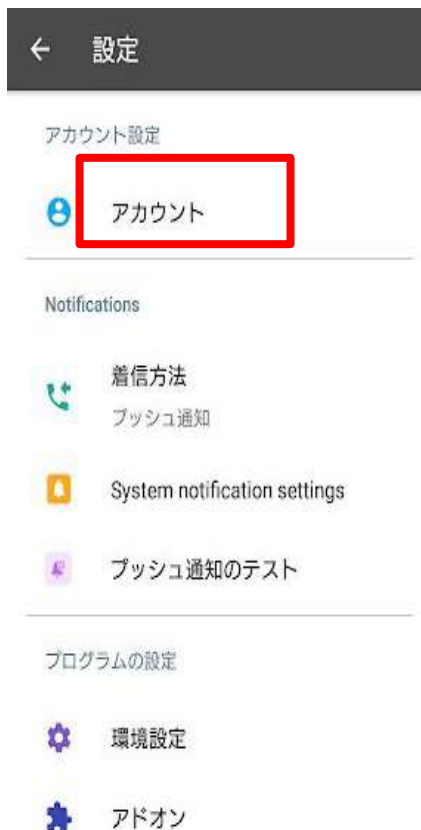 設定
アカウント設定
アカウント
Notifications
着信方法
プッシュ通知
System notification settings
プッシュ通知のテスト
プログラムの設定
環境設定
アドオン